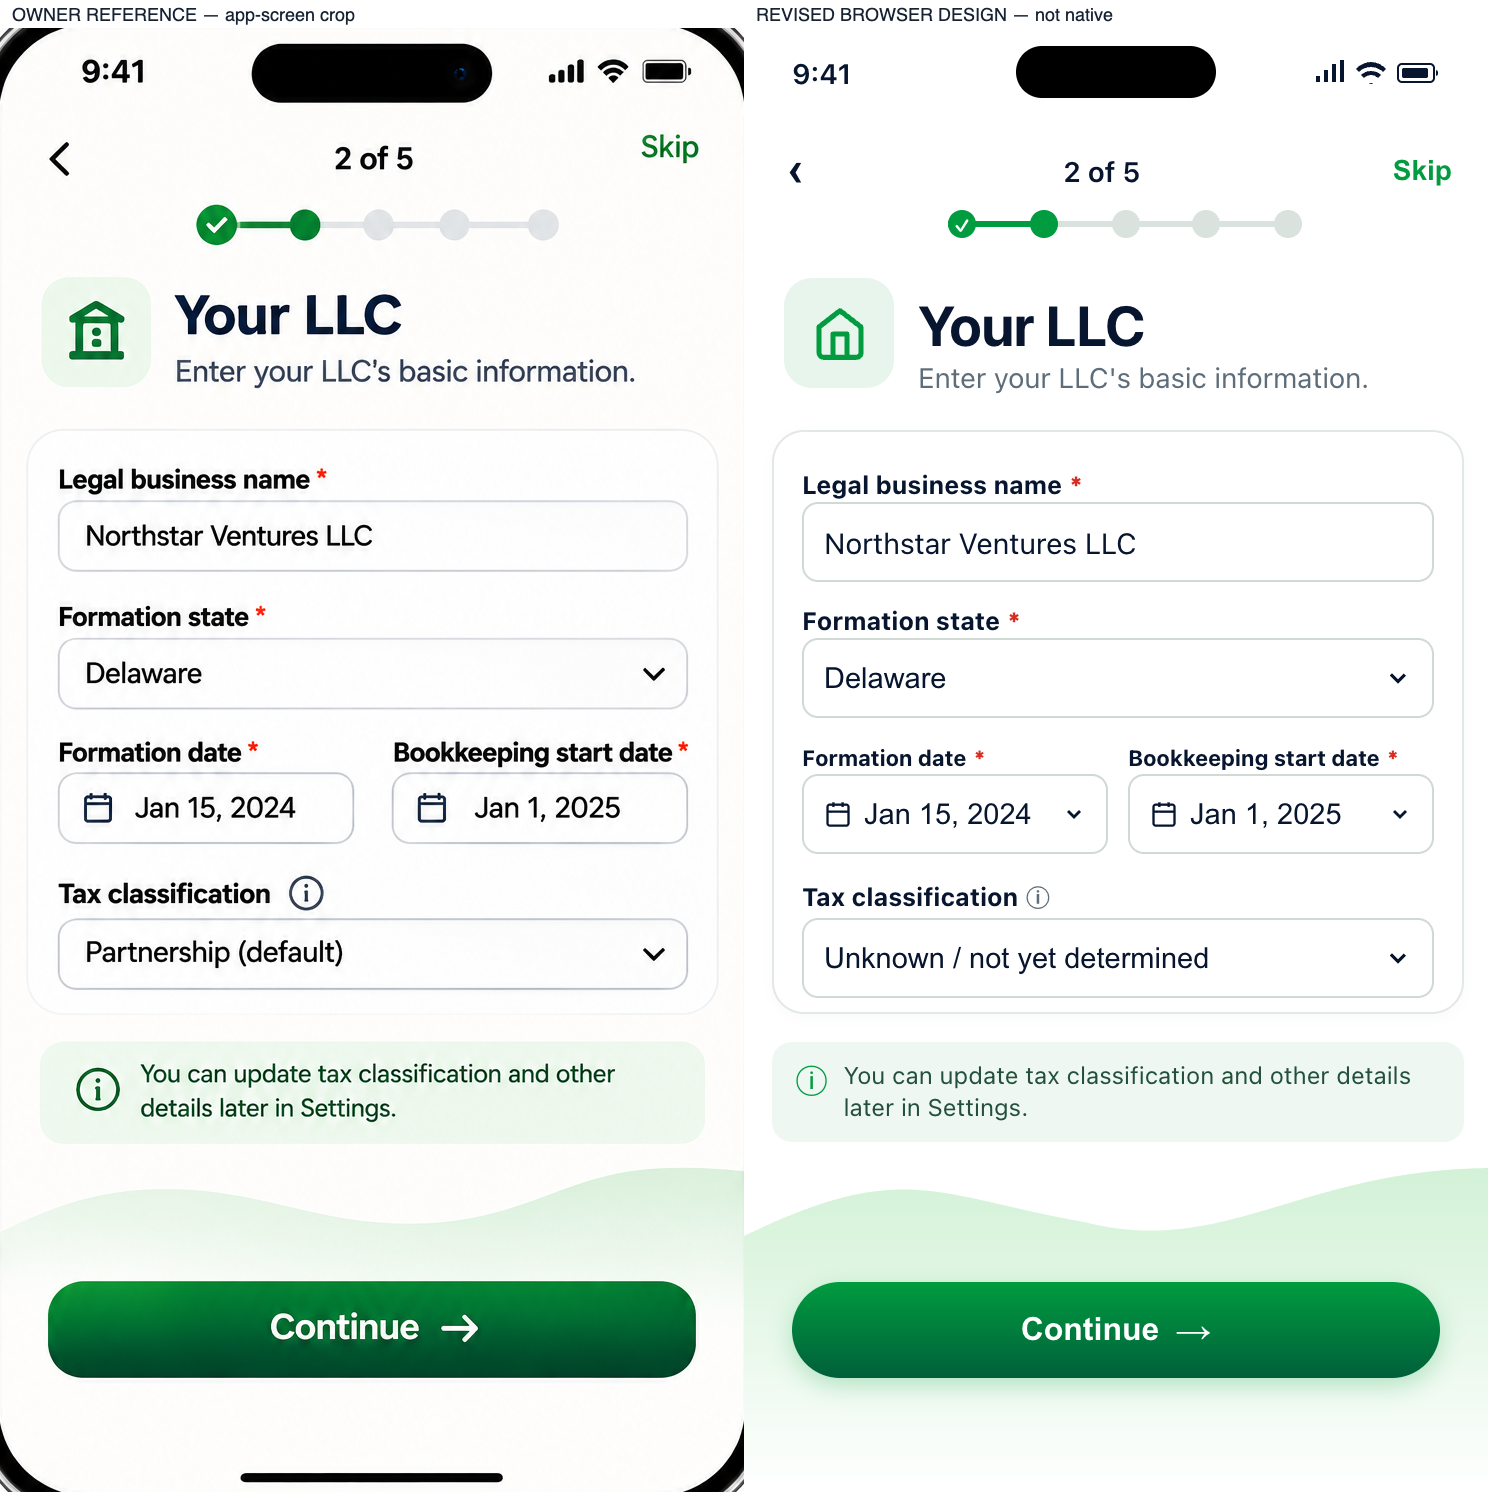 OWNER REFERENCE — app-screen crop
9:41
2 of 5
Skip
Your LLC
Enter your LLC's basic information.
Legal business name *
Northstar Ventures LLC
Formation state *
Delaware
Formation date *
Bookkeeping start date *
Jan 15, 2024
Jan 1, 2025
Tax classification
Partnership (default)
You can update tax classification and other
details later in Settings.
Continue →
REVISED BROWSER DESIGN — not native
9:41
2 of 5
Skip
Your LLC
Enter your LLC's basic information.
Legal business name *
Northstar Ventures LLC
Formation state *
Delaware
Formation date *
Bookkeeping start date *
Jan 15, 2024
Jan 1, 2025
Tax classification ⓘ
Unknown / not yet determined
You can update tax classification and other details
later in Settings.
Continue →